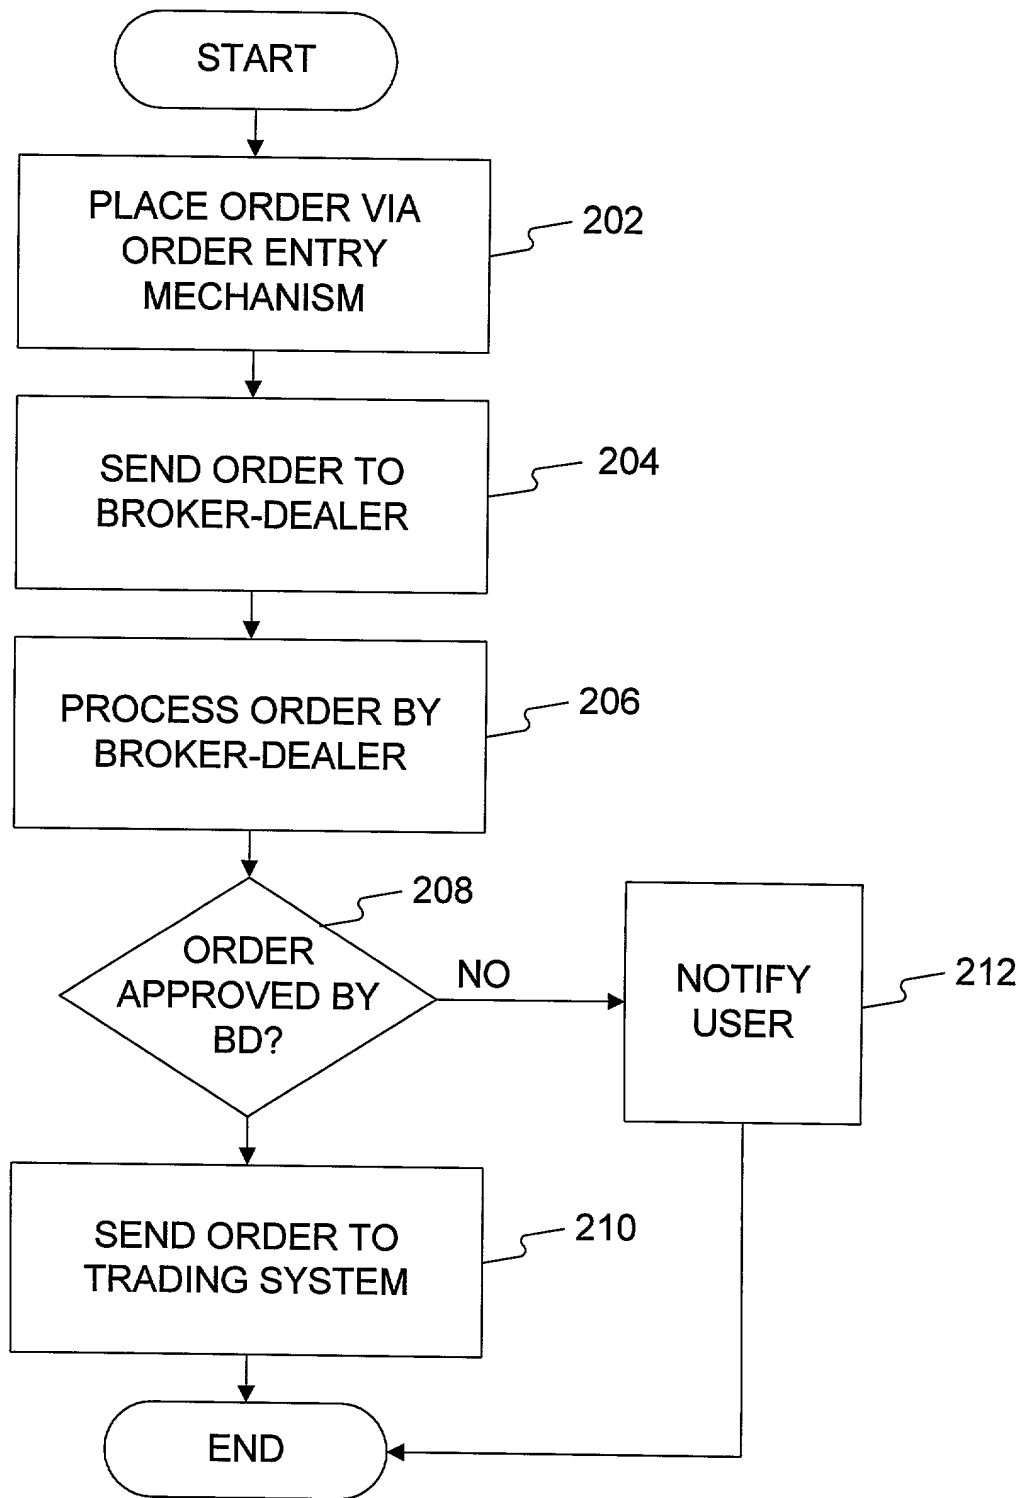 START
PLACE ORDER VIA
ORDER ENTRY
MECHANISM
202
SEND ORDER TO
BROKER-DEALER
204
PROCESS ORDER BY
BROKER-DEALER
206
208
ORDER
APPROVED BY
BD?
NO
NOTIFY
USER
212
SEND ORDER TO
TRADING SYSTEM
210
END